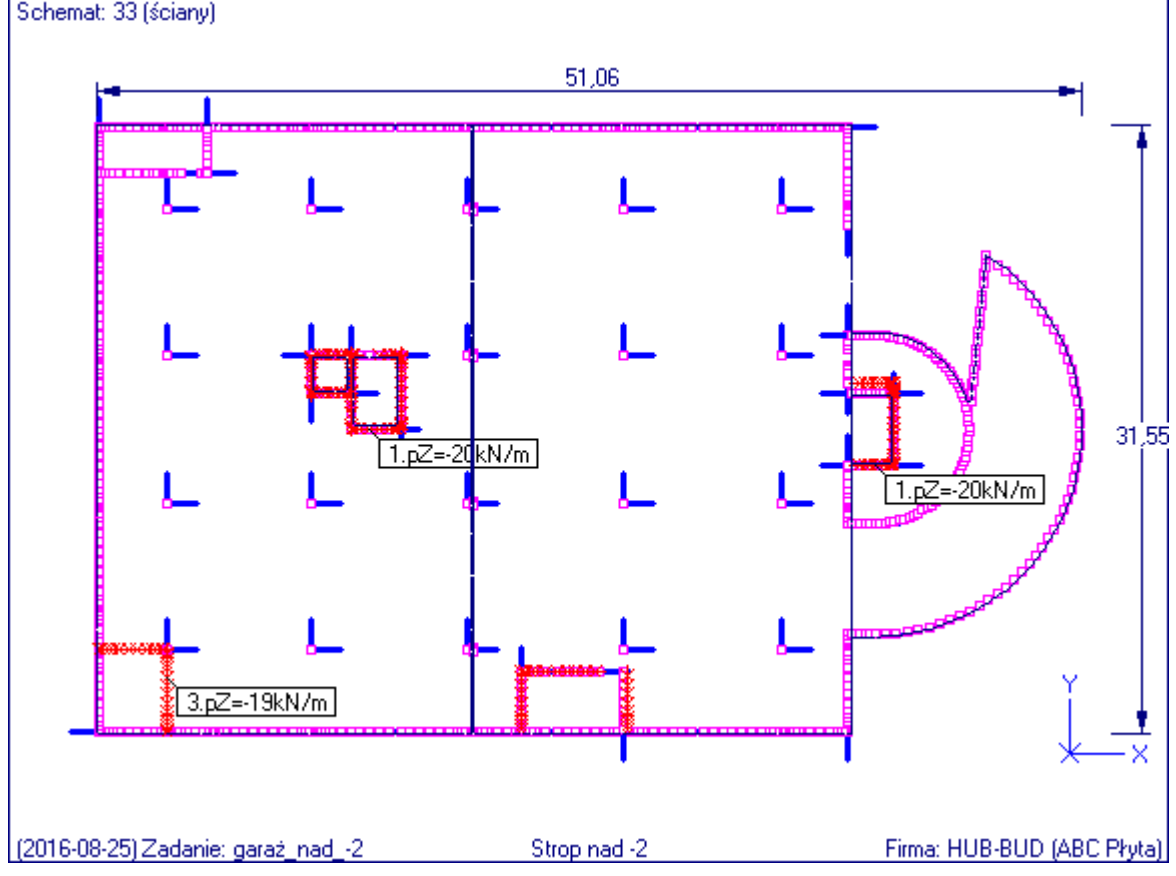 Schemat: 33 (ściany)
51,06
31,55
1.pZ=-20kN/m
1.pZ=-20kN/m
3.pZ=-19kN/m
Y
X
(2016-08-25) Zadanie: garaż_nad_-2 Strop nad -2 Firma: HUB-BUD (ABC Płyta)